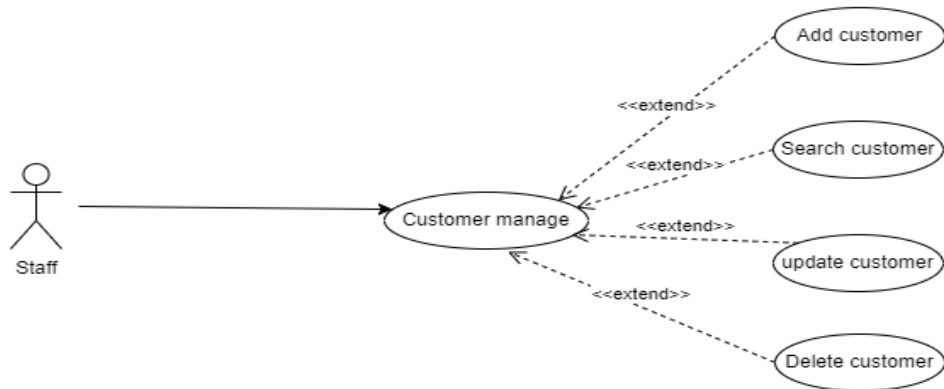 Add customer
<<extend>>
Search customer
<<extend>>
Customer manage
<<extend>>
update customer
Staff
<<extend>>
Delete customer